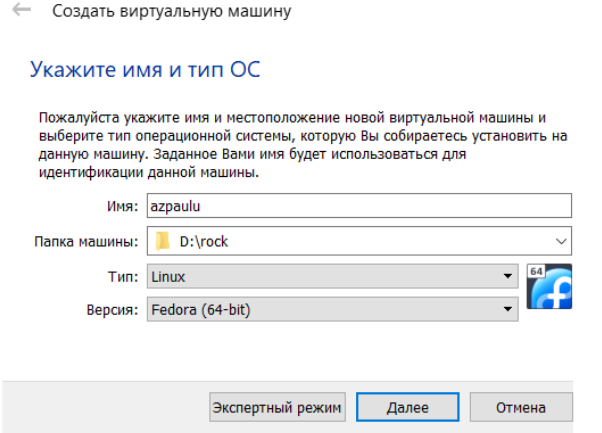 Создать виртуальную машину
Укажите имя и тип ОС
Пожалуйста укажите имя и местоположение новой виртуальной машины и
выберите тип операционной системы, которую Вы собираетесь установить на
данную машину. Заданное Вами имя будет использоваться для
идентификации данной машины.
Имя: azpaulu
Папка машины: D:\rock
Тип: Linux
64
Версия: Fedora (64-bit)
Экспертный режим Далее Отмена